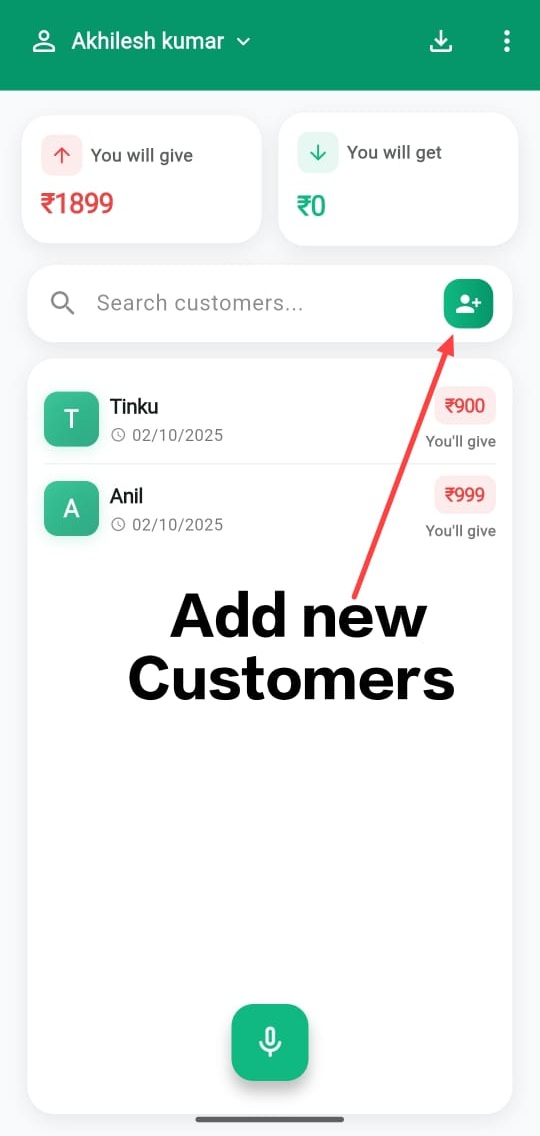 Akhilesh kumar
You will give
₹1899
You will get
₹0
Search customers...
T
Tinku
02/10/2025
₹900
You'll give
A
Anil
02/10/2025
₹999
You'll give
Add new
Customers